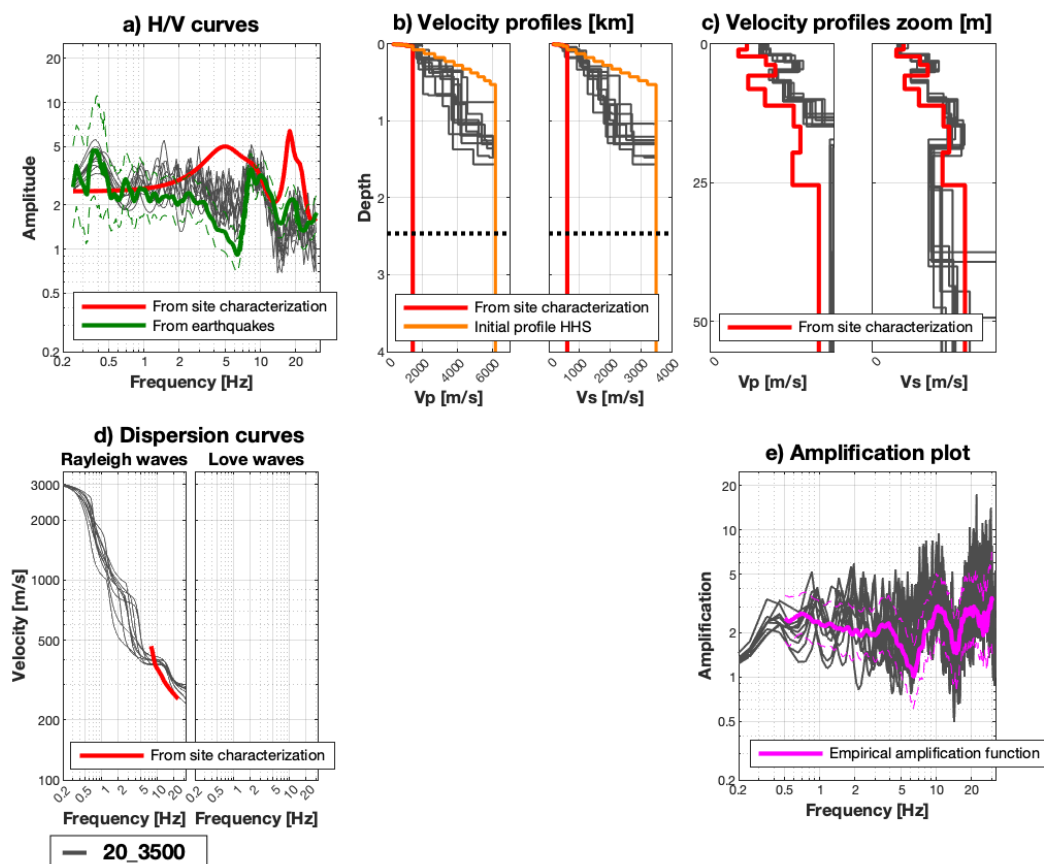 a) H/V curves
20
10
5
2
1
0.5
0.2
Amplitude
0.2
0.5
1
2
5
10
20
Frequency [Hz]
From site characterization
From earthquakes
b) Velocity profiles [km]
0
1
2
3
4
Depth
0
2000
4000
6000
Vp [m/s]
0
1000
2000
3000
4000
Vs [m/s]
From site characterization
Initial profile HHS
c) Velocity profiles zoom [m]
0
25
50
0
Vp [m/s]
0
Vs [m/s]
From site characterization
d) Dispersion curves
Rayleigh waves
Love waves
3000
2000
1000
500
200
100
Velocity [m/s]
0.2
0.5
1
2
5
10
20
Frequency [Hz]
0.2
0.5
1
2
5
10
20
Frequency [Hz]
From site characterization
20_3500
e) Amplification plot
20
10
5
2
1
0.5
0.2
Amplification
0.2
0.5
1
2
5
10
20
Frequency [Hz]
Empirical amplification function